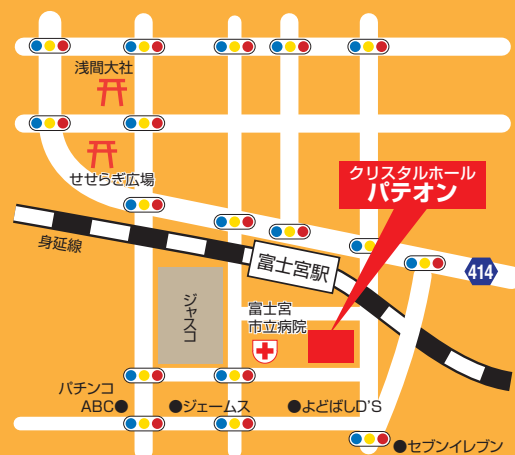 浅間大社
せせらぎ広場
クリスタルホール
パテオン
身延線
富士宮駅
414
ジャスコ
富士宮
市立病院
パチンコ
ABC
ジェームス
よどばしD'S
セブンイレブン